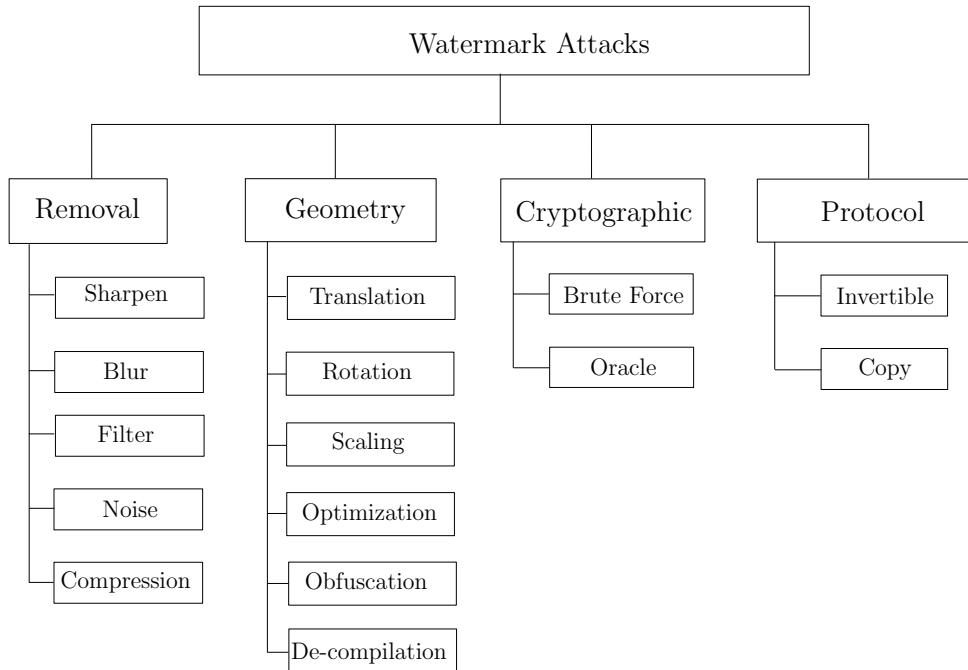 Watermark Attacks
Removal
Sharpen
Blur
Filter
Noise
Compression
Geometry
Translation
Rotation
Scaling
Optimization
Obfuscation
De-compilation
Cryptographic
Brute Force
Oracle
Protocol
Invertible
Copy